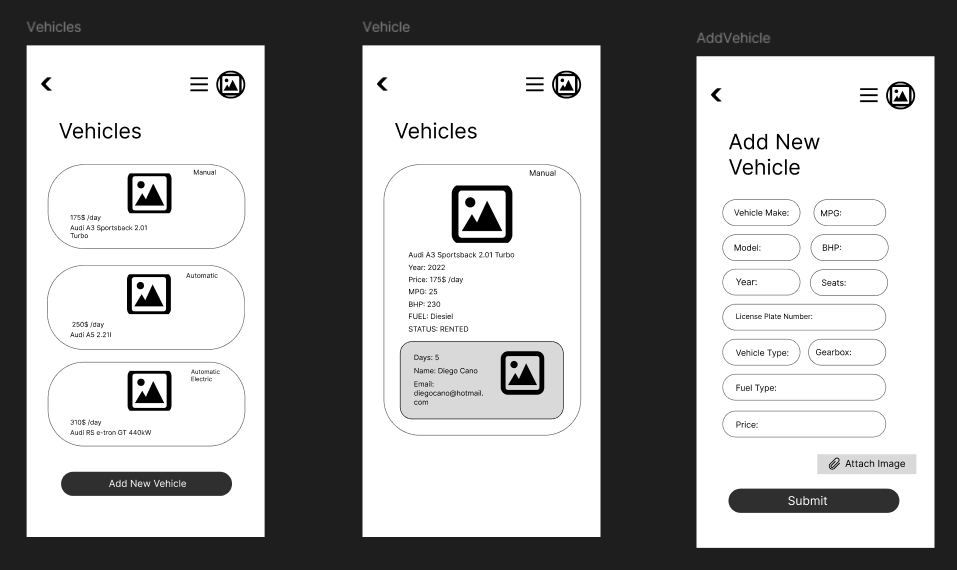 Vehicles
Vehicles
Manual
175$ /day
Audi A3 Sportsback 2.01
Turbo
Automatic
250$ /day
Audi A5 2.21l
Automatic
Electric
310$ /day
Audi RS e-tron GT 440kW
Add New Vehicle
Vehicle
Vehicles
Manual
Audi A3 Sportsback 2.01 Turbo
Year: 2022
Price: 175$ /day
MPG: 25
BHP: 230
FUEL: Diesiel
STATUS: RENTED
Days: 5
Name: Diego Cano
Email:
diegocano@hotmail.
com
AddVehicle
Add New
Vehicle
Vehicle Make:
MPG:
Model:
BHP:
Year:
Seats:
License Plate Number:
Vehicle Type:
Gearbox:
Fuel Type:
Price:
Attach Image
Submit